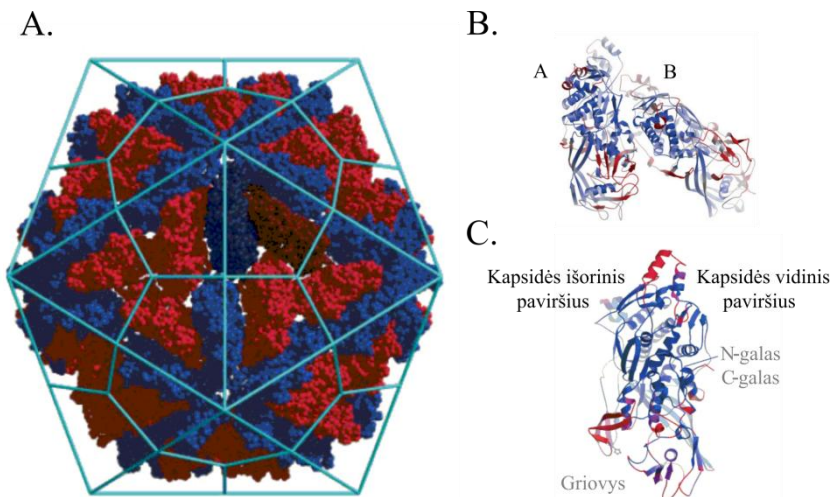 A.
B.
A
B
C.
Kapsidės išorinis
paviršius
Kapsidės vidinis
paviršius
N-galas
C-galas
Griovys